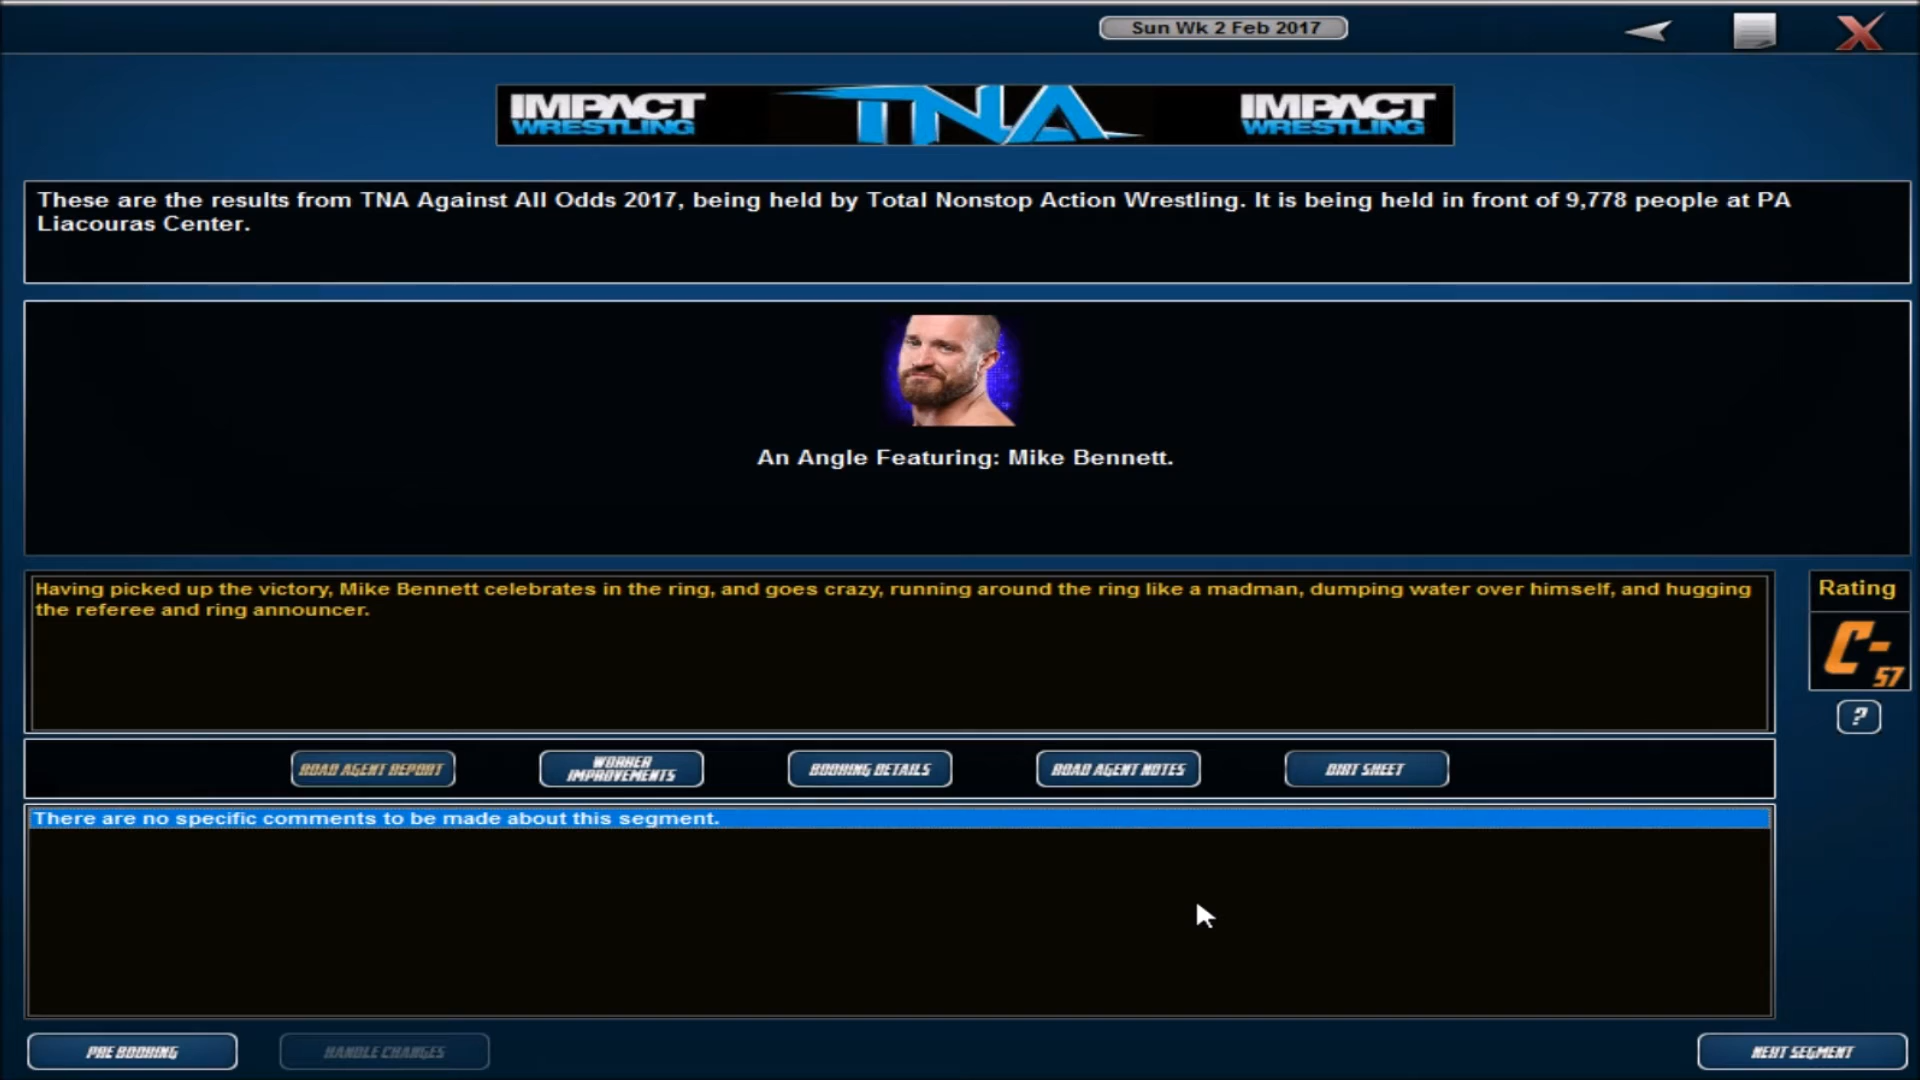 Sun Wk 2 Feb 2017
IMPACT
WRESTLING
TNA
IMPACT
WRESTLING
These are the results from TNA Against All Odds 2017, being held by Total Nonstop Action Wrestling. It is being held in front of 9,778 people at PA
Liacouras Center.
An Angle Featuring: Mike Bennett.
Having picked up the victory, Mike Bennett celebrates in the ring, and goes crazy, running around the ring like a madman, dumping water over himself, and hugging
the referee and ring announcer.
Rating
C-
57
?
ROAD AGENT REPORT
WORKER
IMPROVEMENTS
BOOKING DETAILS
ROAD AGENT NOTES
DIRT SHEET
There are no specific comments to be made about this segment.
PRE BOOKING
HANDLE CHANGES
NEXT SEGMENT